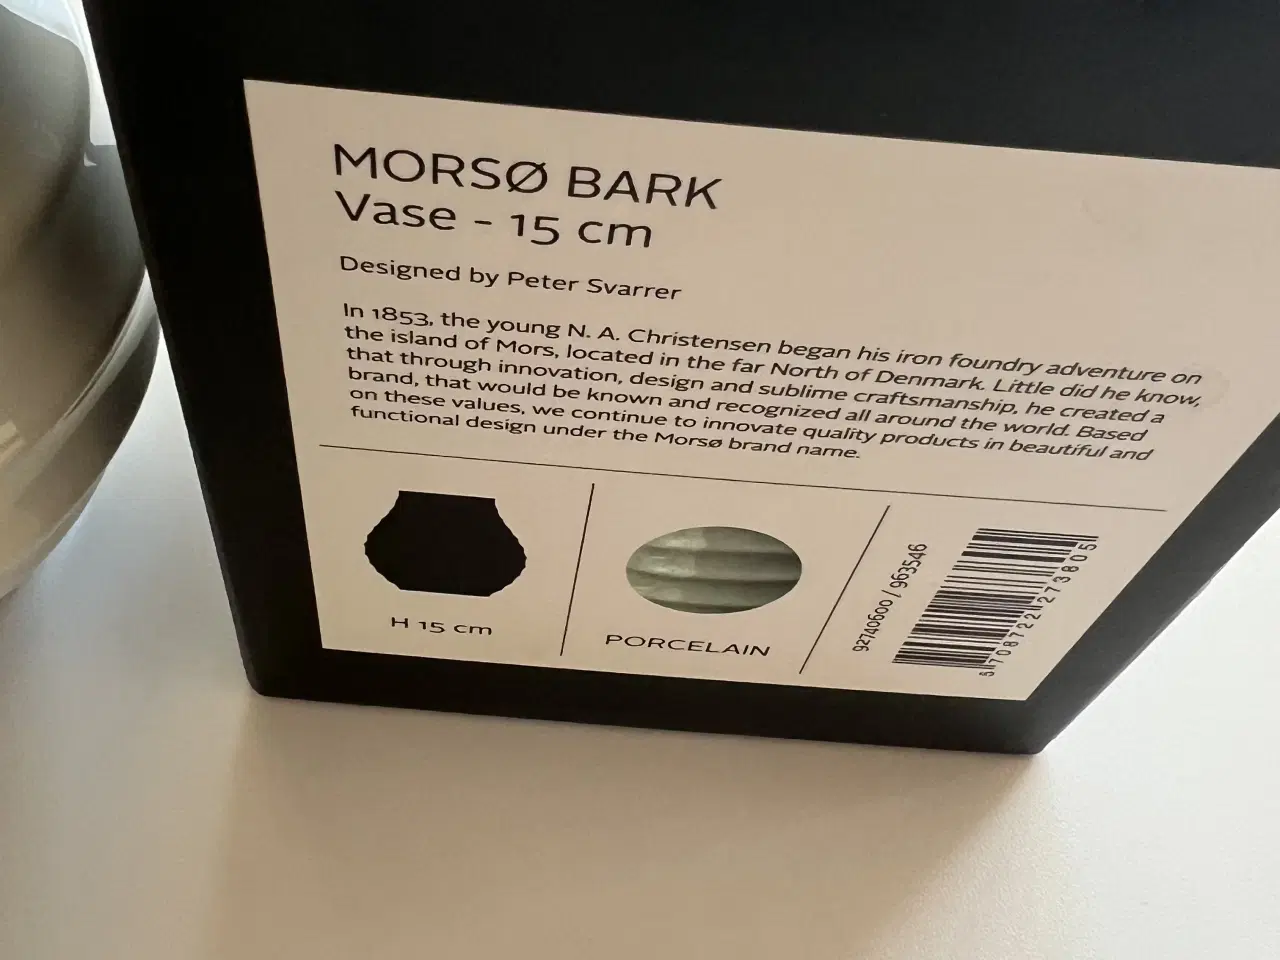 MORSØ BARK
Vase - 15 cm
Designed by Peter Svarrer
In 1853, the young N. A. Christensen began his iron foundry adventure on
the island of Mors, located in the far North of Denmark. Little did he know,
that through innovation, design and sublime craftsmanship, he created a
brand, that would be known and recognized all around the world. Based
on these values, we continue to innovate quality products in beautiful and
functional design under the Morsø brand name.
H 15 cm
PORCELAIN
92740600 / 963546
5 708722 273805